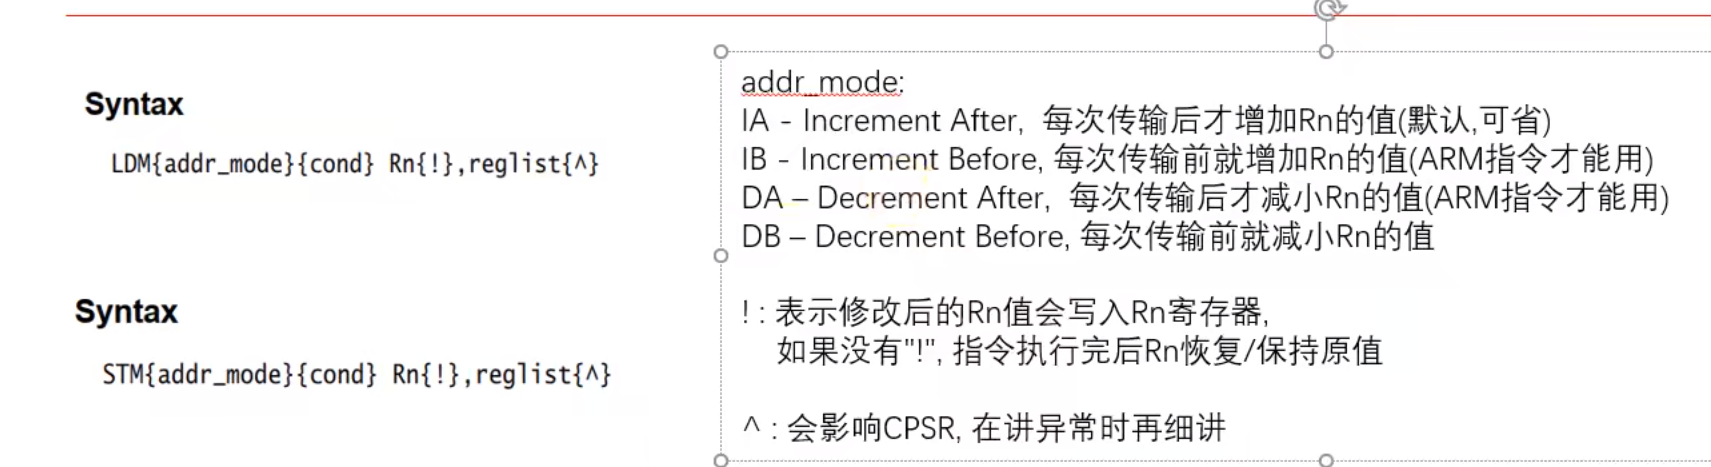 Syntax
LDM{addr_mode}{cond} Rn{!},reglist{^}
Syntax
STM{addr_mode}{cond} Rn{!},reglist{^}
addr_mode:
IA - Increment After, 每次传输后才增加Rn的值(默认,可省)
IB - Increment Before, 每次传输前就增加Rn的值(ARM指令才能用)
DA – Decrement After, 每次传输后才减小Rn的值(ARM指令才能用)
DB – Decrement Before, 每次传输前就减小Rn的值
! : 表示修改后的Rn值会写入Rn寄存器,
如果没有"!", 指令执行完后Rn恢复/保持原值
^ : 会影响CPSR, 在讲异常时再细讲